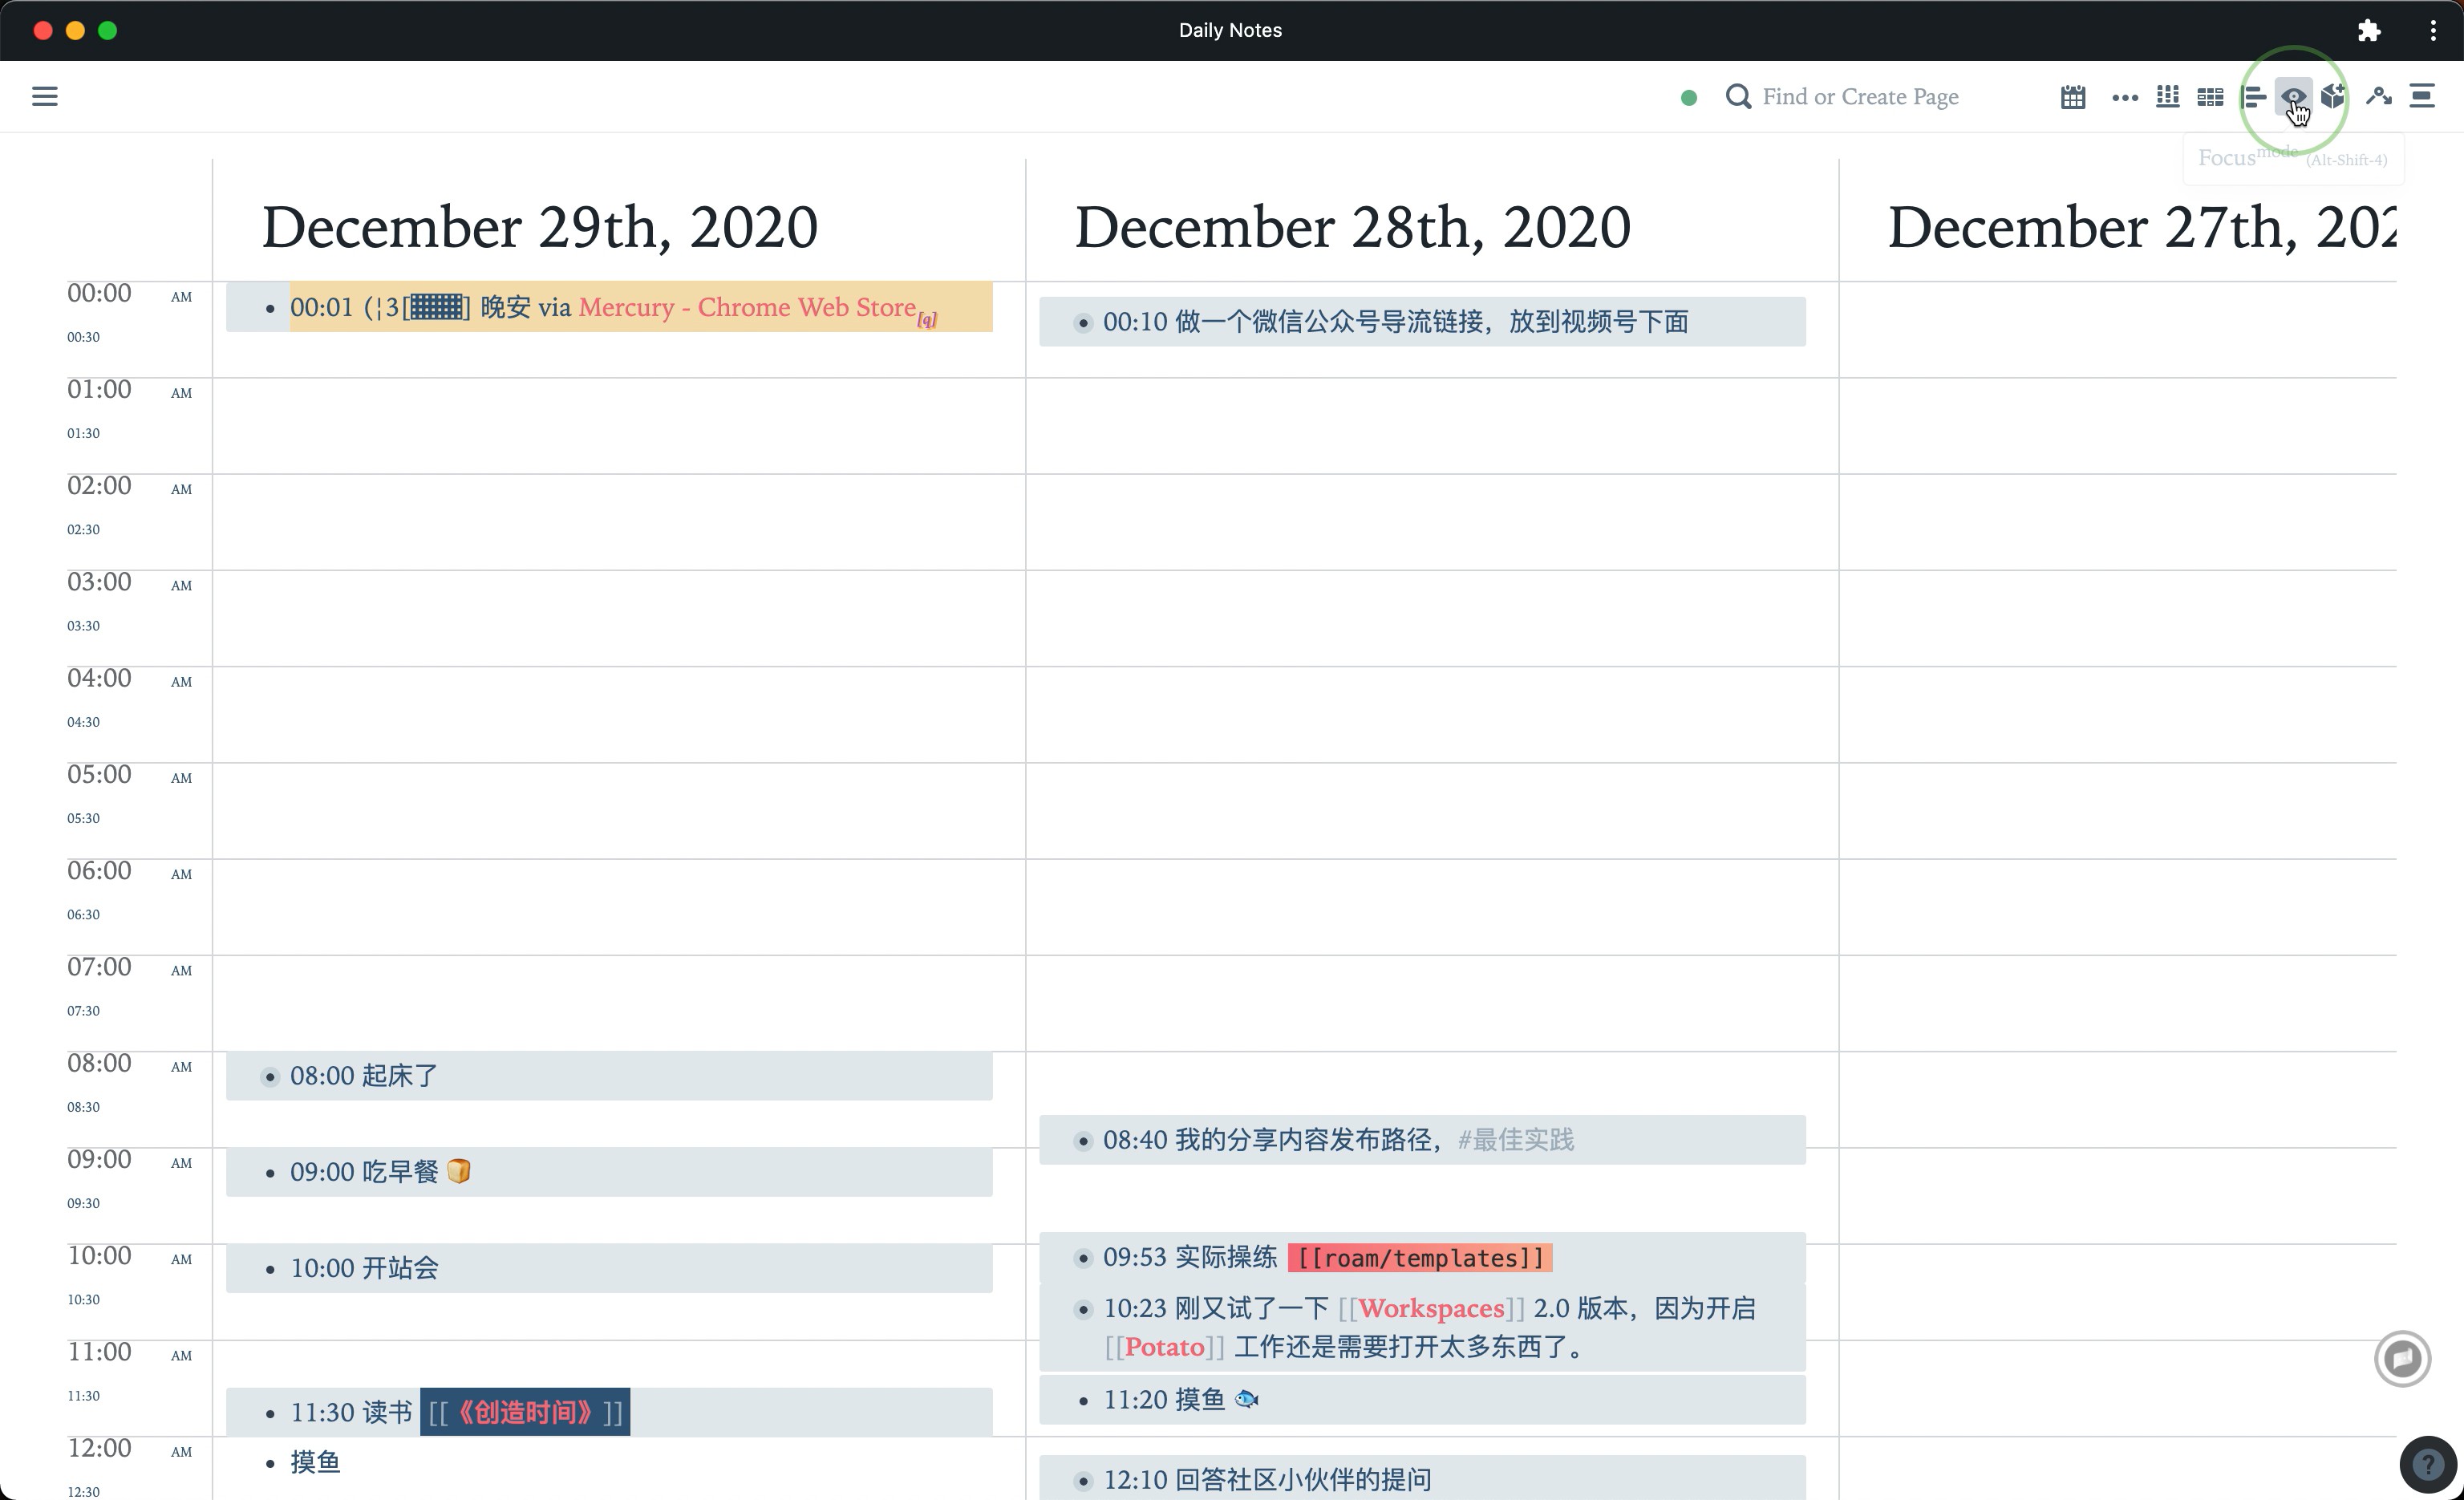 Daily Notes
Find or Create Page
Focus mode (Alt-Shift-4)
December 29th, 2020
December 28th, 2020
December 27th, 202
00:00 AM
00:30
01:00 AM
01:30
02:00 AM
02:30
03:00 AM
03:30
04:00 AM
04:30
05:00 AM
05:30
06:00 AM
06:30
07:00 AM
07:30
08:00 AM
08:30
09:00 AM
09:30
10:00 AM
10:30
11:00 AM
11:30
12:00 AM
12:30
00:01 (¦3[▓▓▓▓] 晚安 via Mercury - Chrome Web Store[q]
08:00 起床了
09:00 吃早餐 🍞
10:00 开站会
11:30 读书 [[《创造时间》]]
摸鱼
00:10 做一个微信公众号导流链接，放到视频号下面
08:40 我的分享内容发布路径，#最佳实践
09:53 实际操练 [[roam/templates]]
10:23 刚又试了一下 [[Workspaces]] 2.0 版本，因为开启
[[Potato]] 工作还是需要打开太多东西了。
11:20 摸鱼 🐟
12:10 回答社区小伙伴的提问
?